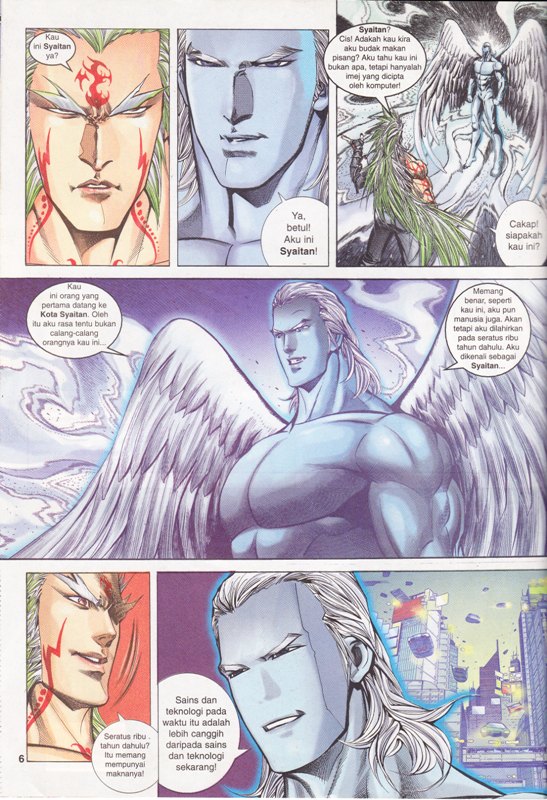 Kau
ini Syaitan
ya?
Ya,
betul!
Aku ini
Syaitan!
Syaitan?
Cis! Adakah kau kira
aku budak makan
pisang? Aku tahu kau ini
bukan apa, tetapi hanyalah
imej yang dicipta
oleh komputer!
Cakap!
siapakah
kau ini?
Kau
ini orang yang
pertama datang ke
Kota Syaitan. Oleh
itu aku rasa tentu bukan
calang-calang
orangnya kau ini...
Memang
benar, seperti
kau ini, aku pun
manusia juga. Akan
tetapi aku dilahirkan
pada seratus ribu
tahun dahulu. Aku
dikenali sebagai
Syaitan...
Seratus ribu
tahun dahulu?
Itu memang
mempunyai
maknanya!
Sains dan
teknologi pada
waktu itu adalah
lebih canggih
daripada sains
dan teknologi
sekarang!
6